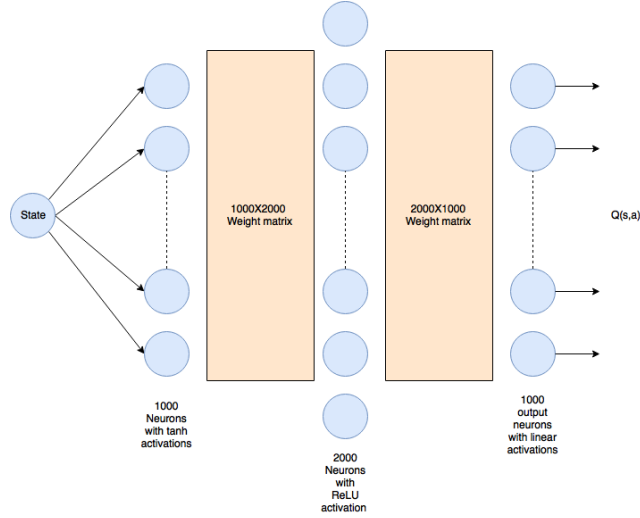 State
1000X2000
Weight matrix
2000X1000
Weight matrix
Q(s,a)
1000
Neurons
with tanh
activations
2000
Neurons
with
ReLU
activation
1000
output
neurons
with linear
activations